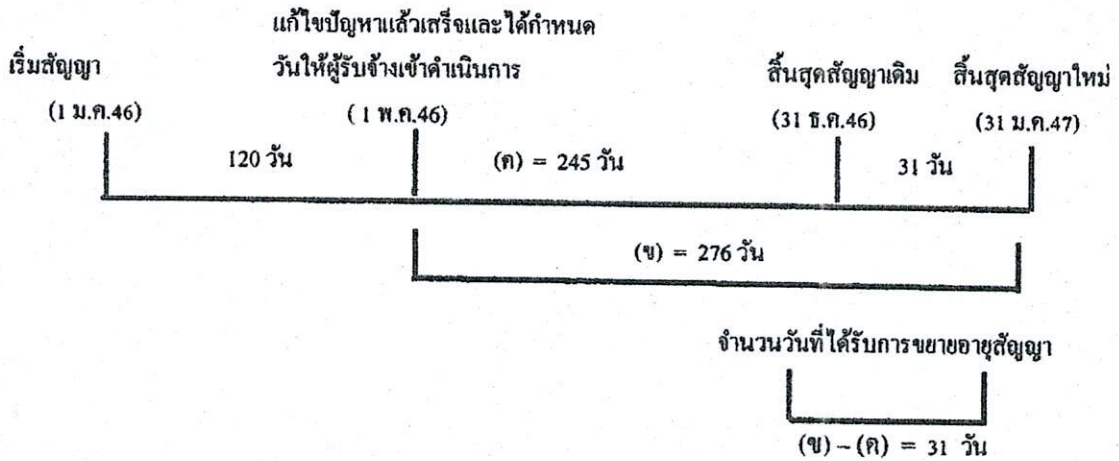 แก้ไขปัญหาแล้วเสร็จและ ได้กำหนด
เริ่มสัญญา วันให้ผู้รับจ้างเข้าดำเนินการ สิ้นสุดสัญญาเดิม สิ้นสุดสัญญาใหม่
(1 ม.ค.46) ( 1 พ.ค.46) (31 ธ.ค.46) (31 ม.ค.47)
120 วัน (ค) = 245 วัน 31 วัน
(ข) = 276 วัน
จำนวนวันที่ได้รับการขยายอายุสัญญา
(ข) – (ค) = 31 วัน